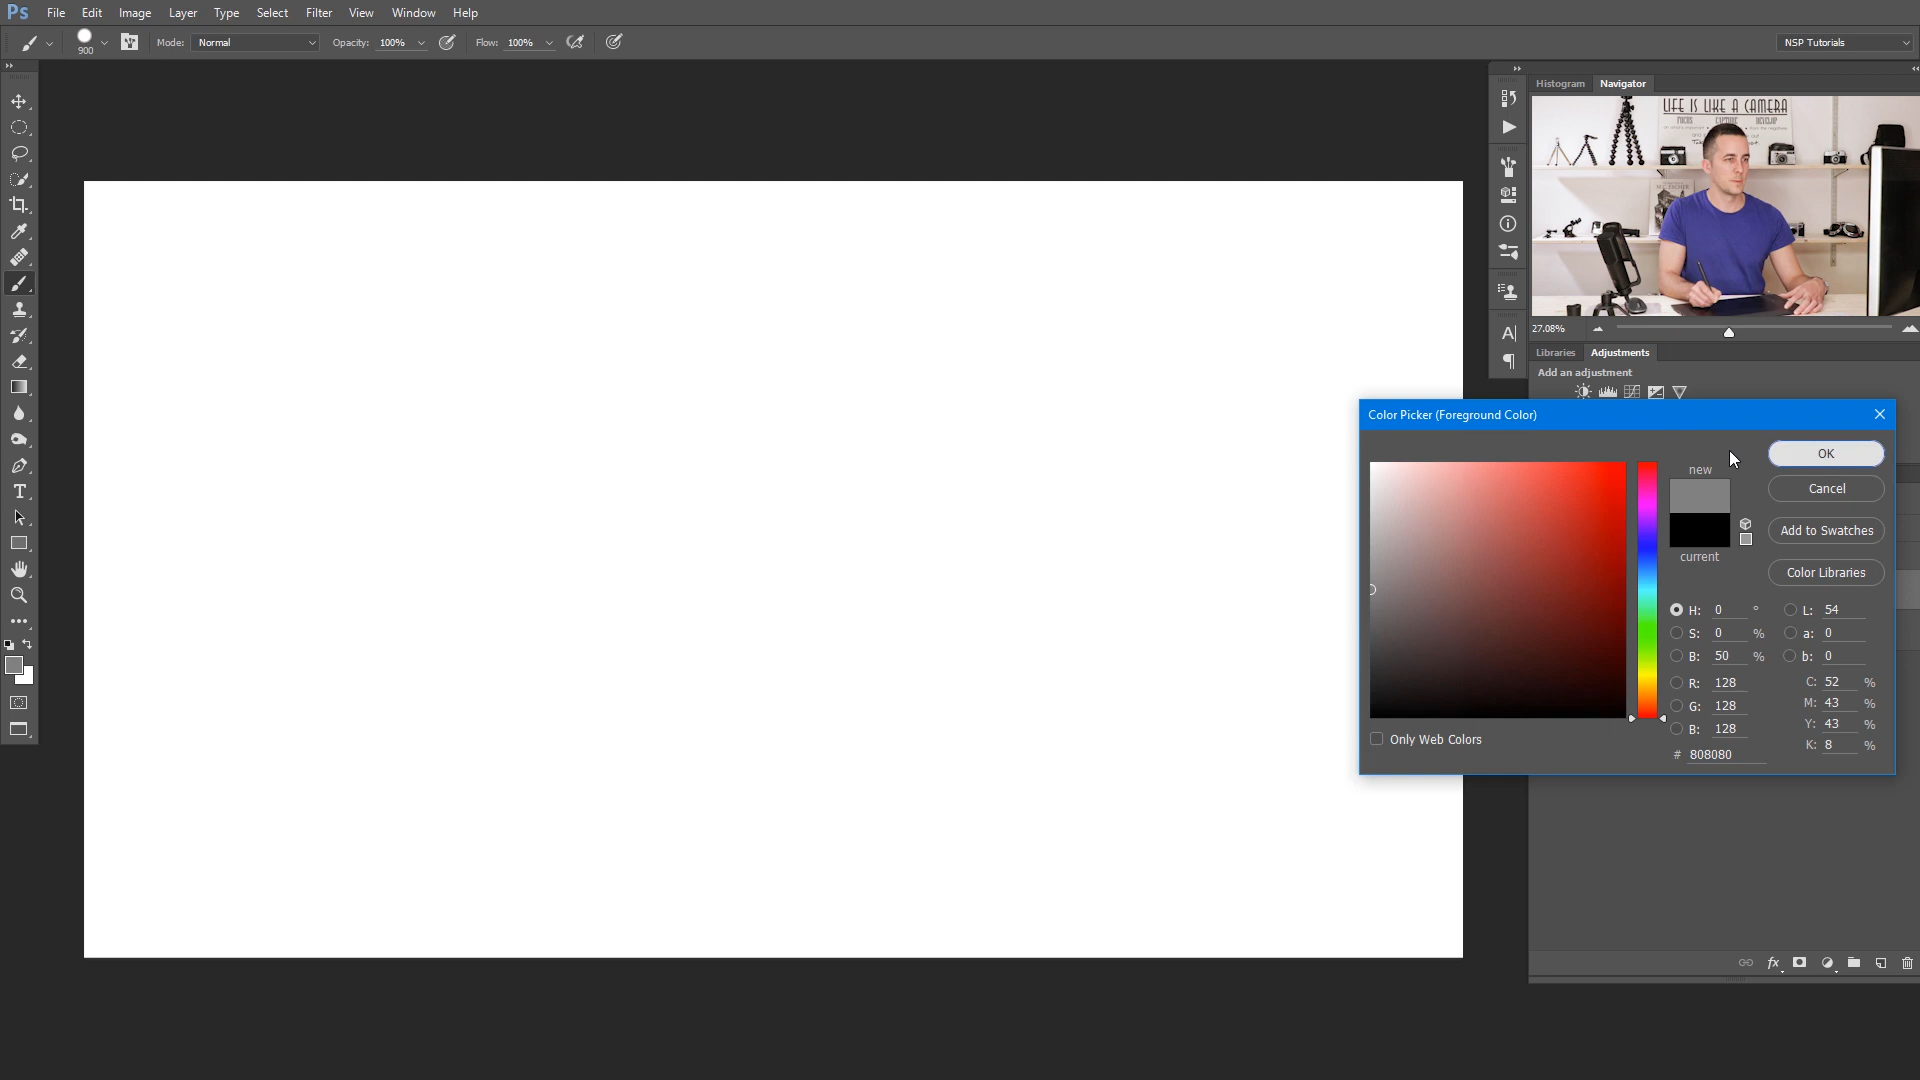 Ps File Edit Image Layer Type Select Filter View Window Help
900 Mode: Normal Opacity: 100% Flow: 100% NSP Tutorials
Histogram Navigator
LIFE IS LIKE A CAMERA
FOCUS CAPTURE DEVELOP
27.08%
Libraries Adjustments
Add an adjustment
Color Picker (Foreground Color)
OK
new
Cancel
Add to Swatches
current
Color Libraries
H: 0 ° L: 54
S: 0 % a: 0
B: 50 % b: 0
R: 128 C: 52 %
G: 128 M: 43 %
B: 128 Y: 43 %
K: 8 %
# 808080
Only Web Colors
fx